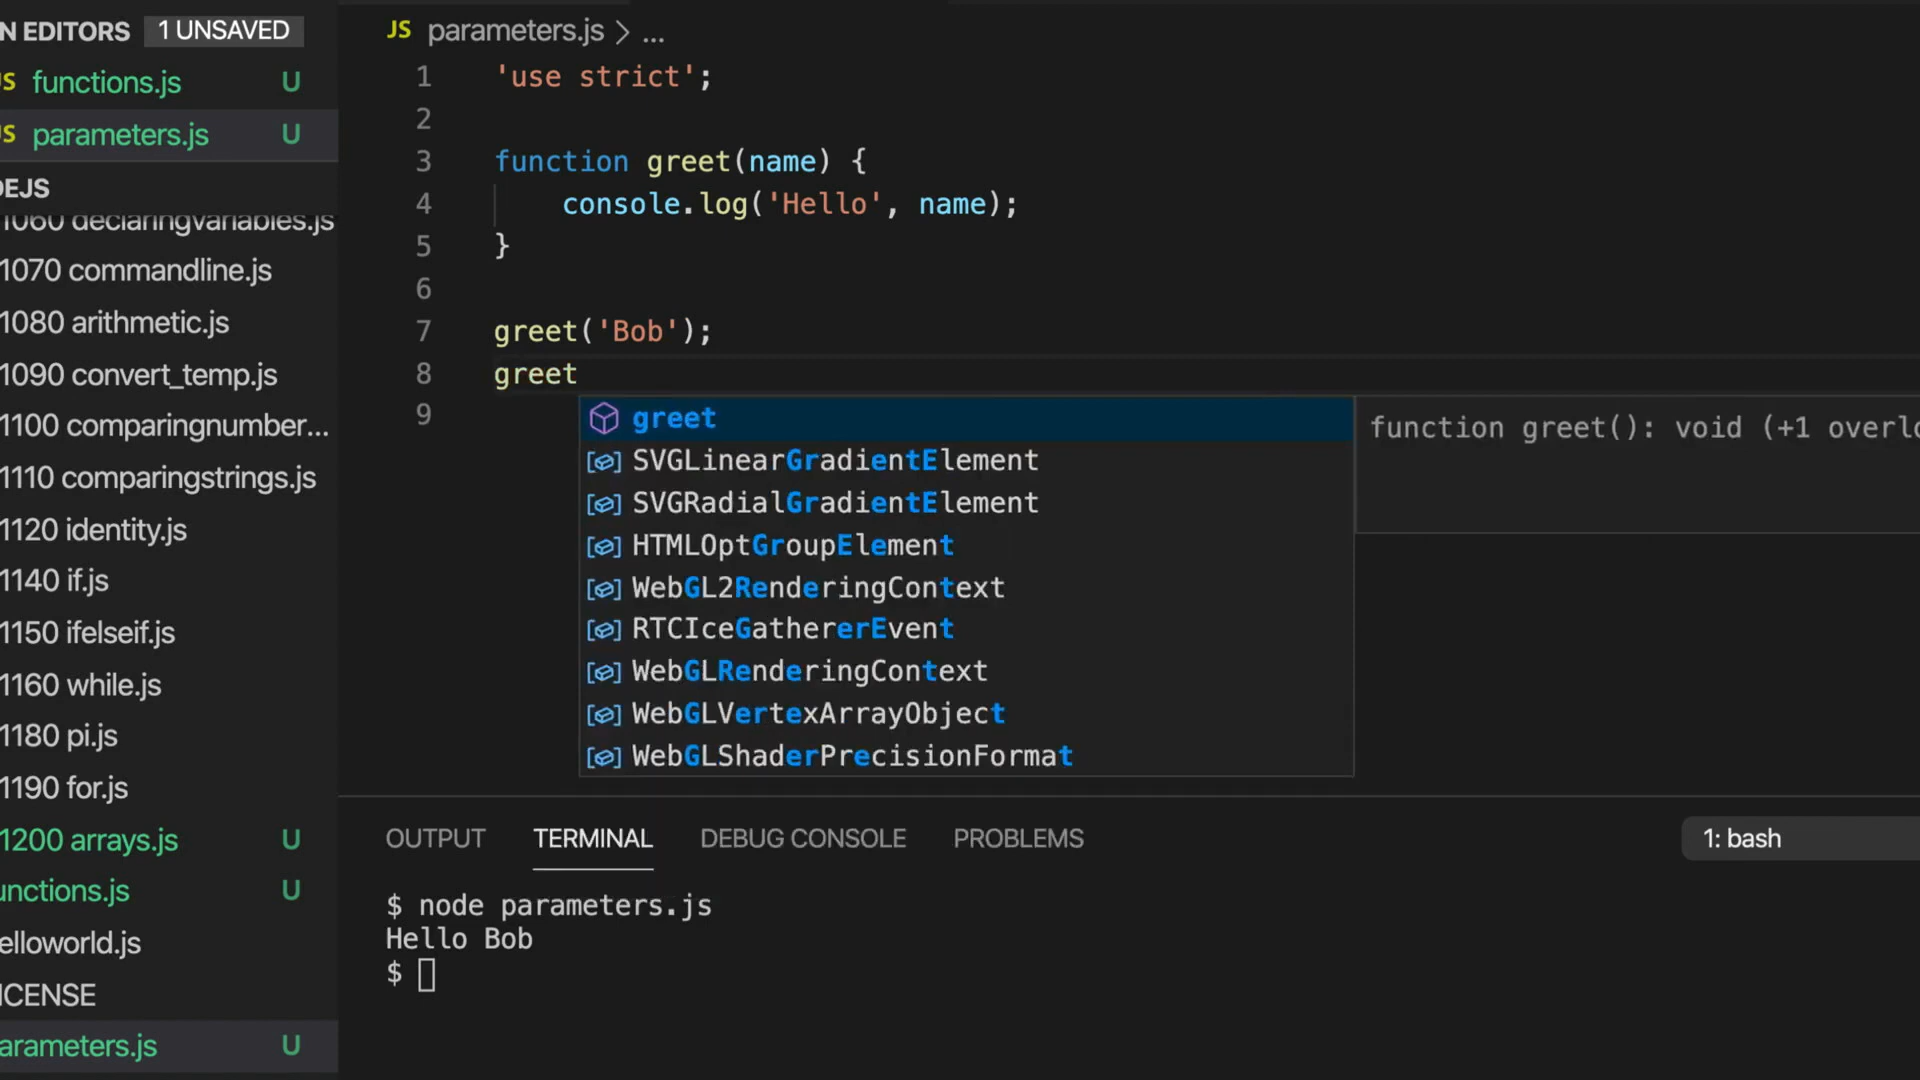 N EDITORS 1 UNSAVED
JS functions.js U
JS parameters.js U
DEJS
1060 declaringvariables.js
1070 commandline.js
1080 arithmetic.js
1090 convert_temp.js
1100 comparingnumber...
1110 comparingstrings.js
1120 identity.js
1140 if.js
1150 ifelseif.js
1160 while.js
1180 pi.js
1190 for.js
1200 arrays.js U
unctions.js U
elloworld.js
ICENSE
arameters.js U
JS parameters.js > ...
1 'use strict';
2
3 function greet(name) {
4 console.log('Hello', name);
5 }
6
7 greet('Bob');
8 greet
9
greet
SVGLinearGradientElement
SVGRadialGradientElement
HTMLOptGroupElement
WebGL2RenderingContext
RTCIceGathererEvent
WebGLRenderingContext
WebGLVertexArrayObject
WebGLShaderPrecisionFormat
function greet(): void (+1 overlo
OUTPUT TERMINAL DEBUG CONSOLE PROBLEMS 1: bash
$ node parameters.js
Hello Bob
$